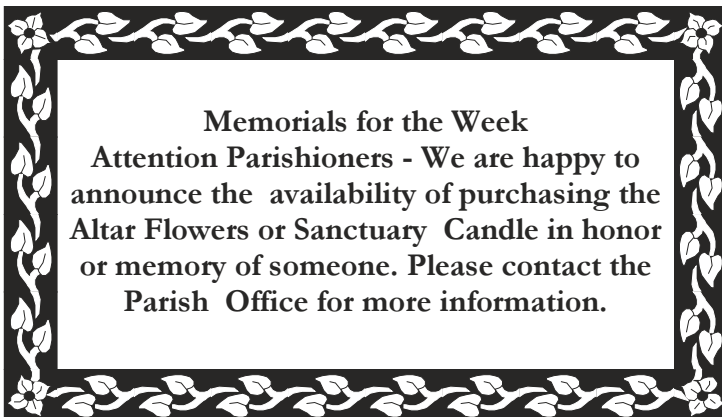 Memorials for the Week
Attention Parishioners - We are happy to
announce the  availability of purchasing the
Altar Flowers or Sanctuary  Candle in honor
or memory of someone. Please contact the
Parish  Office for more information.